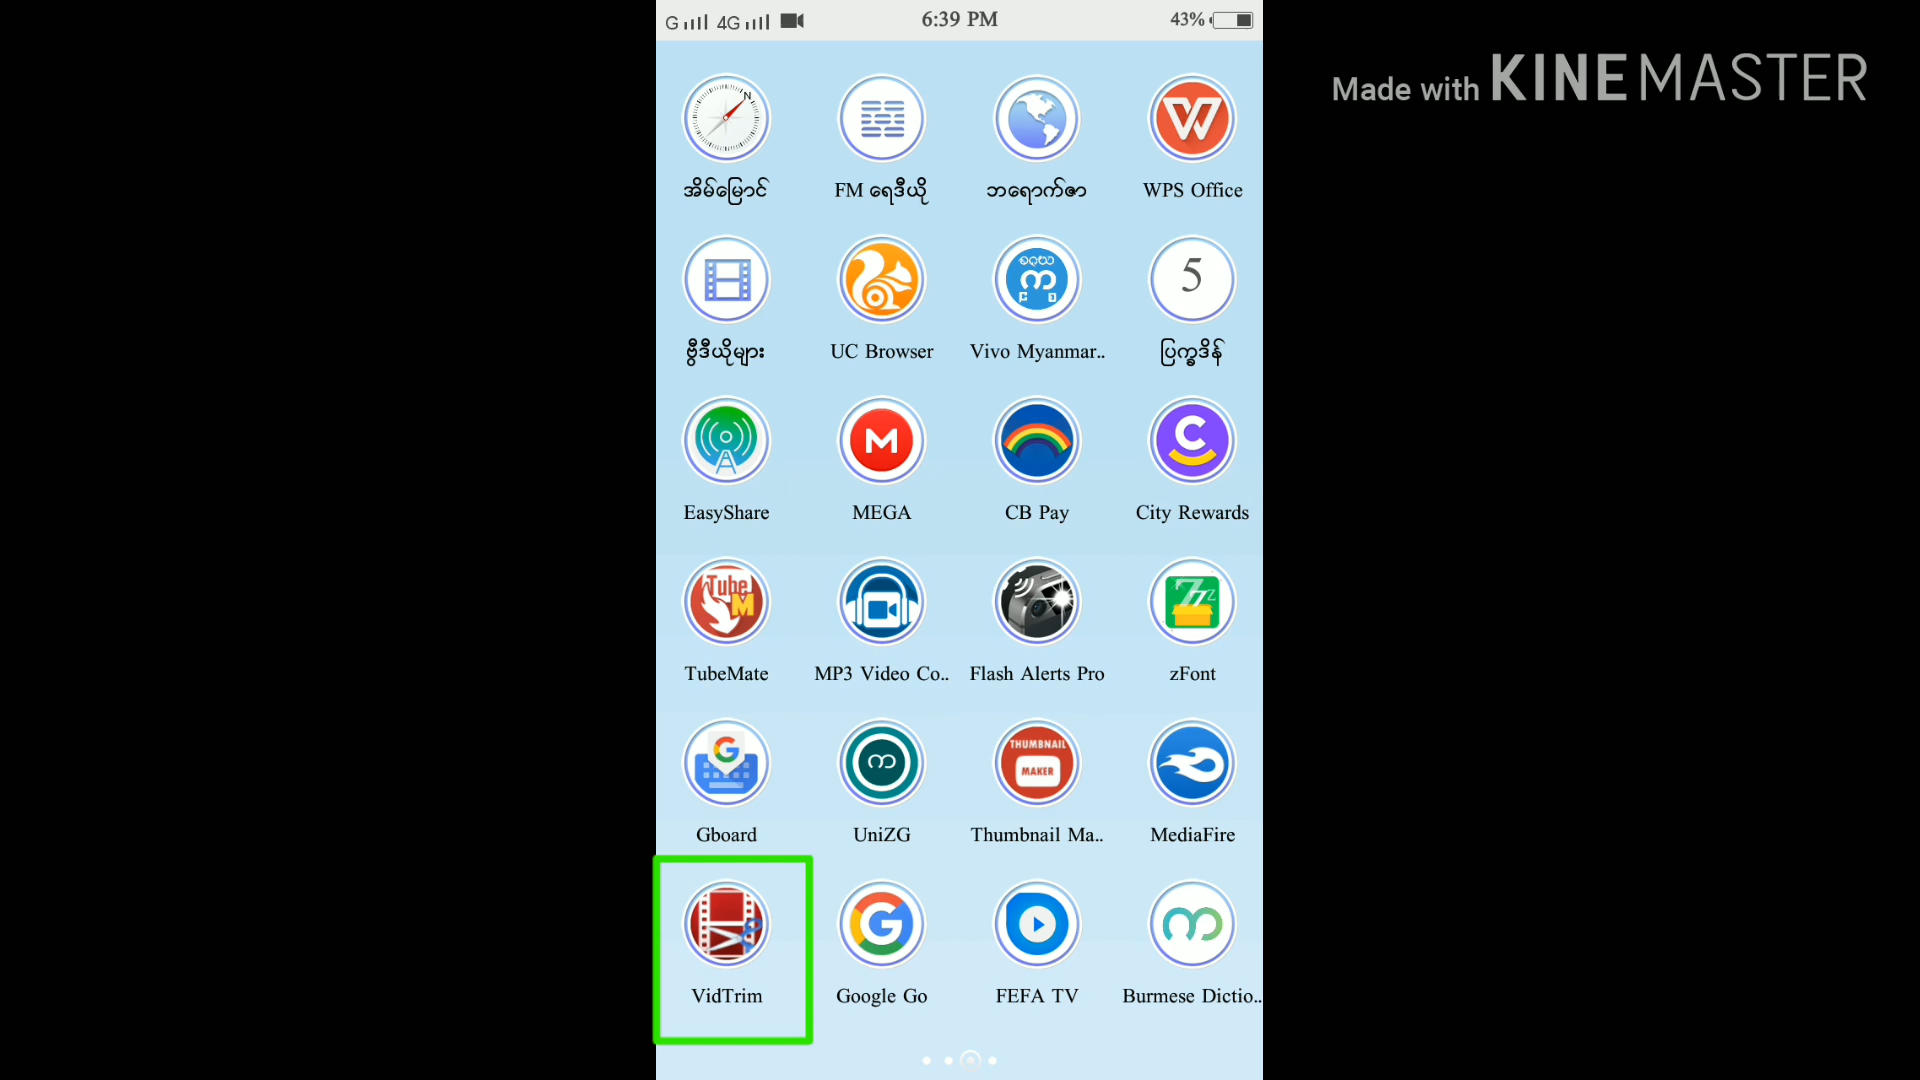 G 4G 6:39 PM 43%
Made with KINEMASTER
N
အိမ်မြှောင် FM ရေဒီယို ဘရောက်ဇာ WPS Office
5
ဗွီဒီယိုများ UC Browser Vivo Myanmar.. ပြက္ခဒိန်
M C
EasyShare MEGA CB Pay City Rewards
Tube M
TubeMate MP3 Video Co.. Flash Alerts Pro zFont
G က THUMBNAIL MAKER
Gboard UniZG Thumbnail Ma.. MediaFire
G
VidTrim Google Go FEFA TV Burmese Dictio..